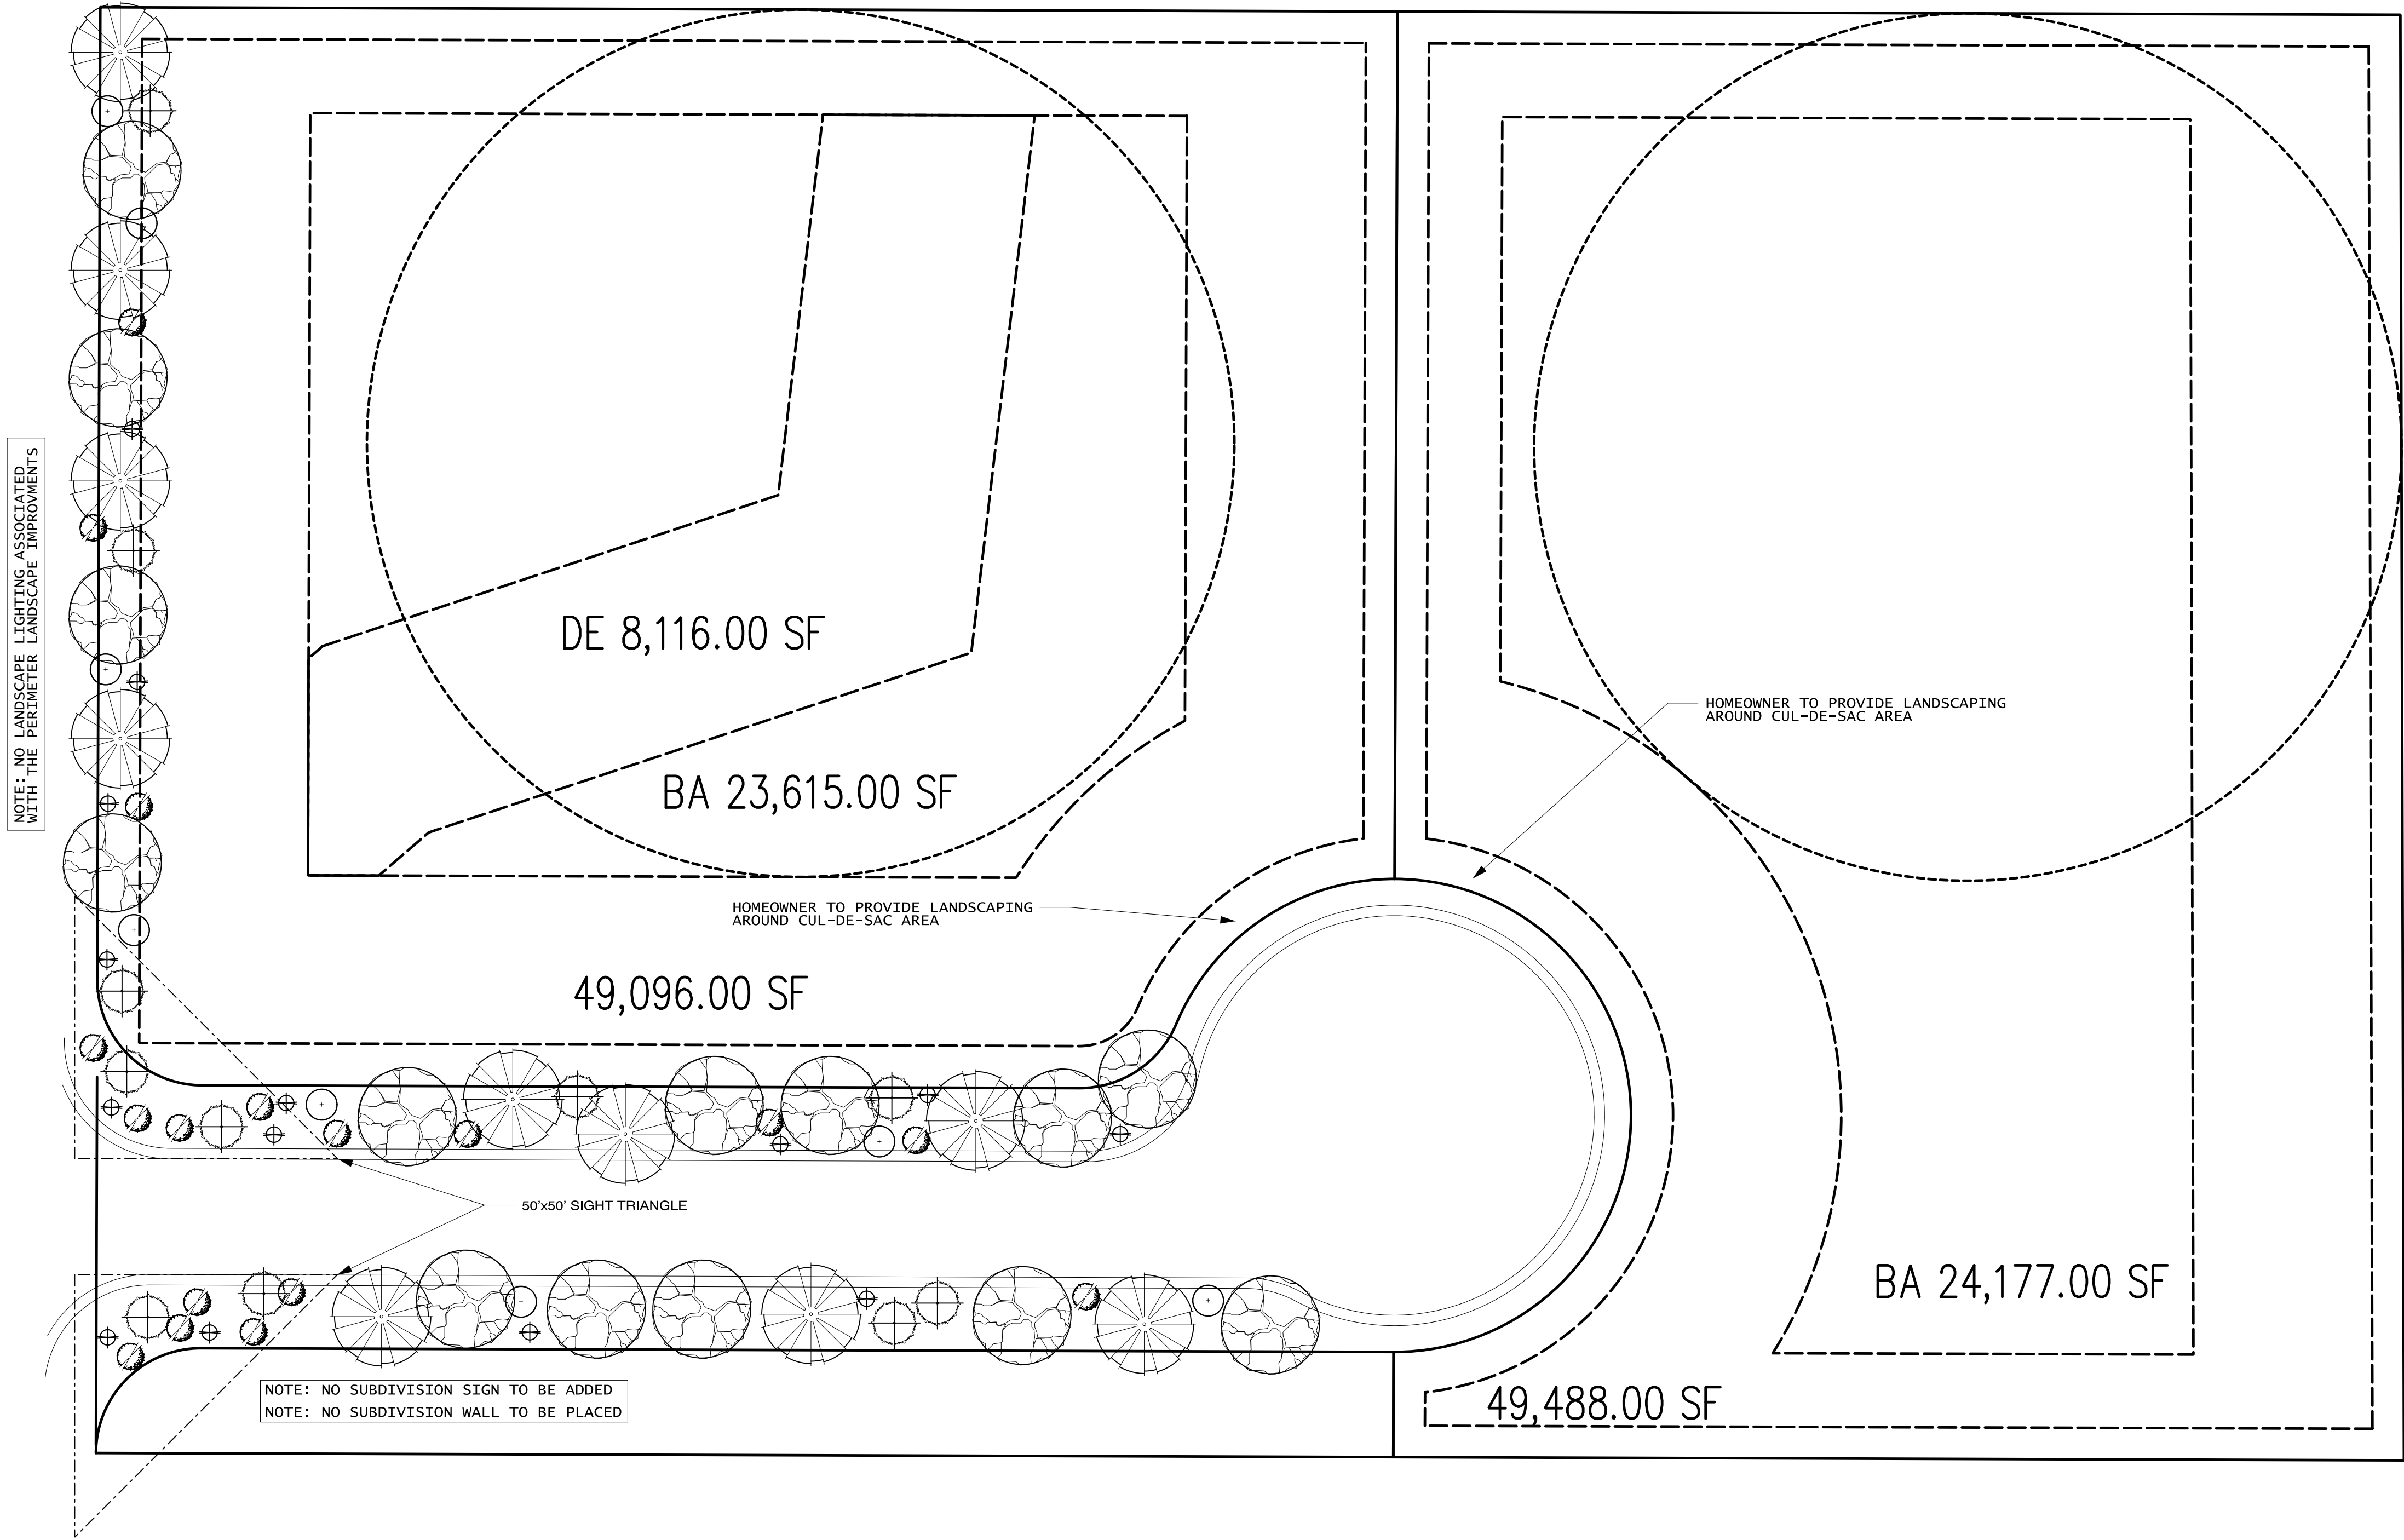 NOTE: NO LANDSCAPE LIGHTING ASSOCIATED
WITH THE PERIMETER LANDSCAPE IMPROVMENTS
DE 8,116.00 SF
BA 23,615.00 SF
HOMEOWNER TO PROVIDE LANDSCAPING
AROUND CUL-DE-SAC AREA
HOMEOWNER TO PROVIDE LANDSCAPING
AROUND CUL-DE-SAC AREA
49,096.00 SF
50'x50' SIGHT TRIANGLE
BA 24,177.00 SF
49,488.00 SF
NOTE: NO SUBDIVISION SIGN TO BE ADDED
NOTE: NO SUBDIVISION WALL TO BE PLACED